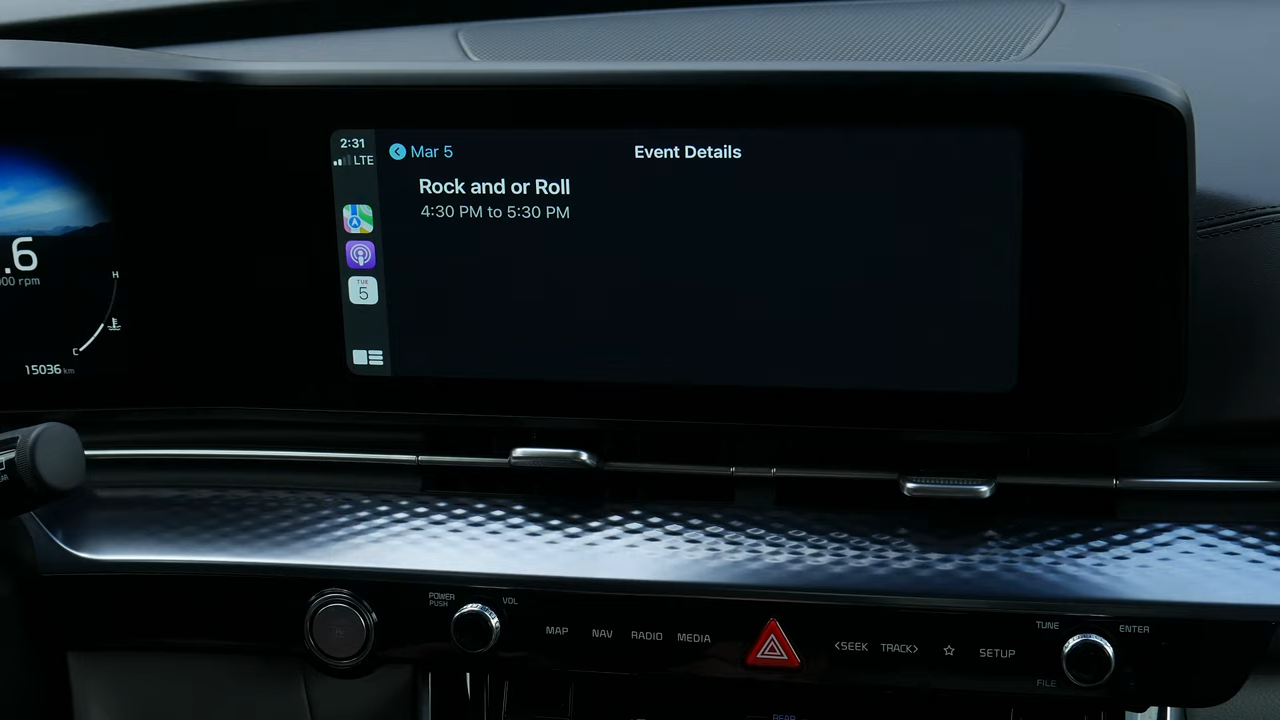 2:31
LTE
Mar 5
Event Details
Rock and or Roll
4:30 PM to 5:30 PM
TUE
5
.6
H
C
15036 km
POWER
PUSH
VOL
MAP
NAV
RADIO
MEDIA
<SEEK
TRACK>
SETUP
TUNE
ENTER
FILE
REAR